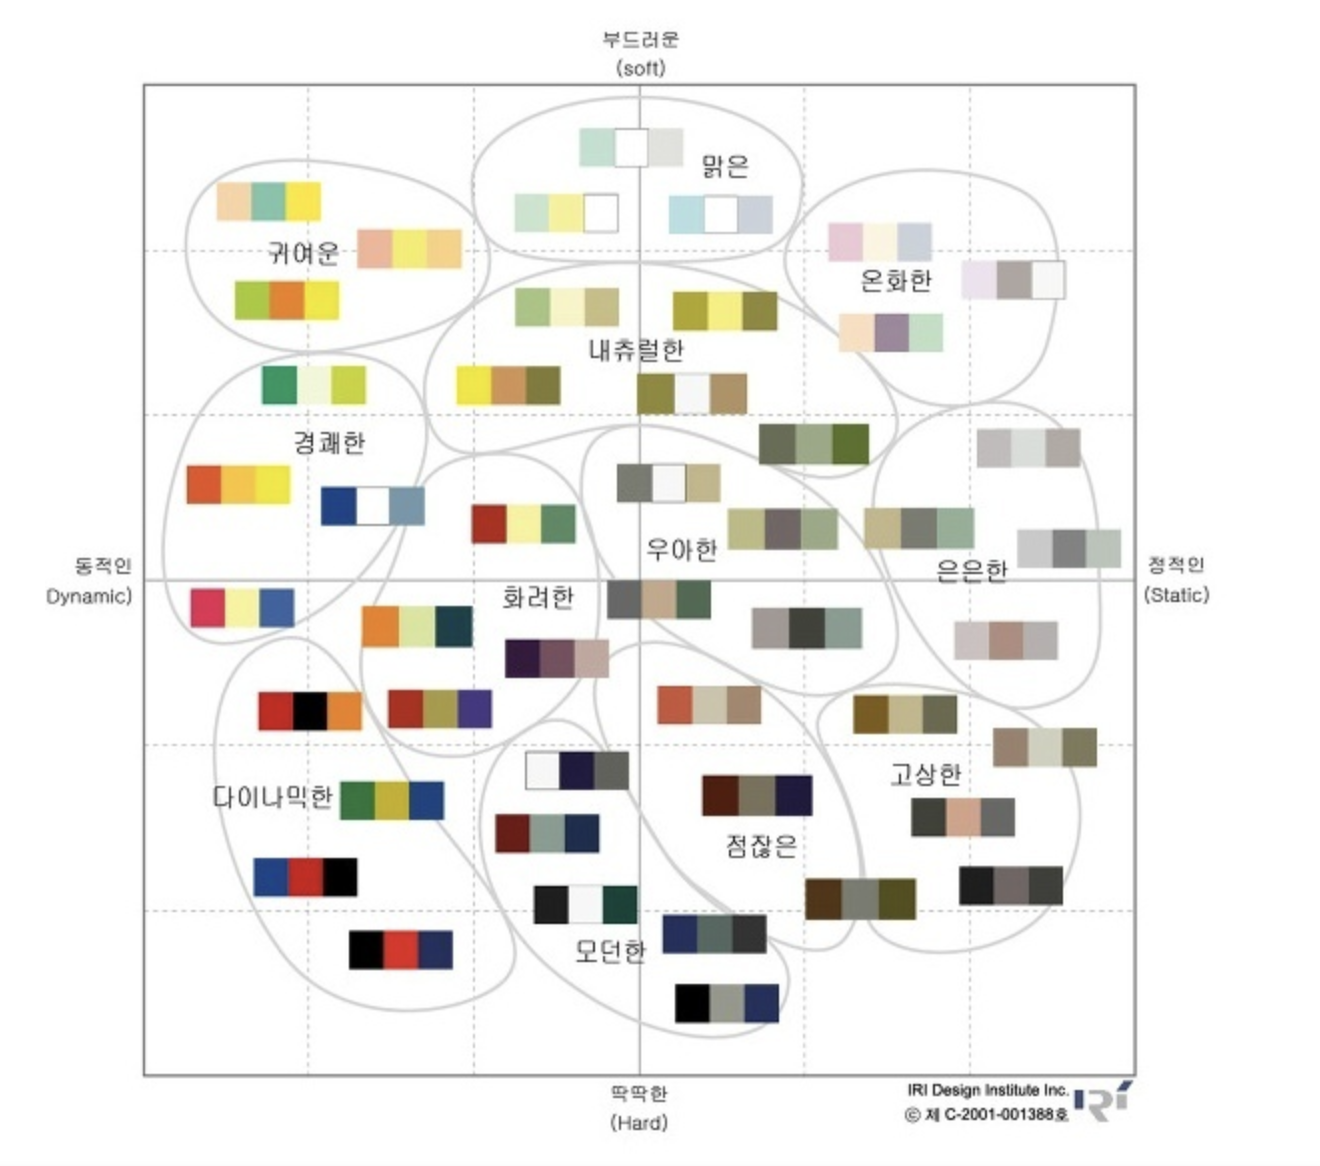 부드러운
(soft)
맑은
귀여운
온화한
내츄럴한
경쾌한
우아한
동적인
(Dynamic)
은은한
정적인
(Static)
화려한
고상한
다이나믹한
점잖은
모던한
딱딱한
(Hard)
IRI Design Institute Inc.
ⓒ 제 C-2001-001388호
IRI